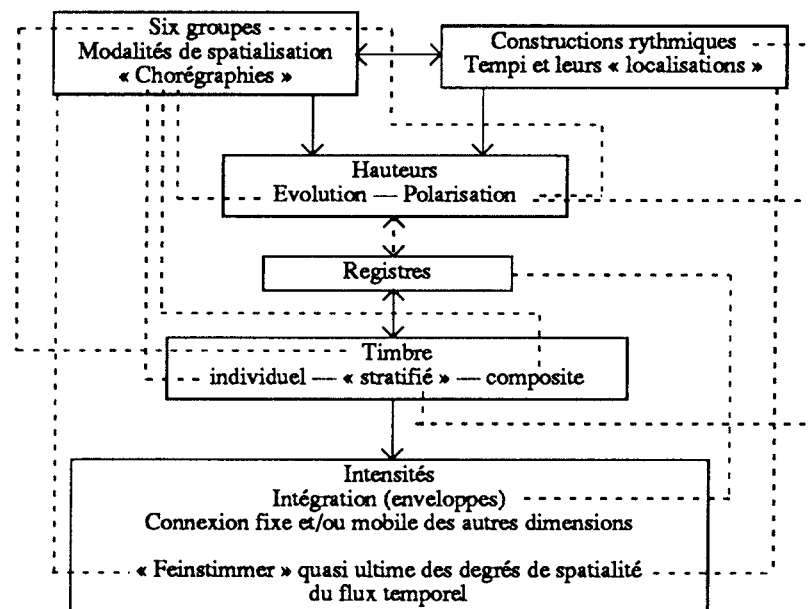 Six groupes
Modalités de spatialisation
« Chorégraphies »
Constructions rythmiques
Tempi et leurs « localisations »
Hauteurs
Evolution — Polarisation
Registres
Timbre
individuel — « stratifié » — composite
Intensités
Intégration (enveloppes)
Connexion fixe et/ou mobile des autres dimensions
« Feinstimmer » quasi ultime des degrés de spatialité
du flux temporel